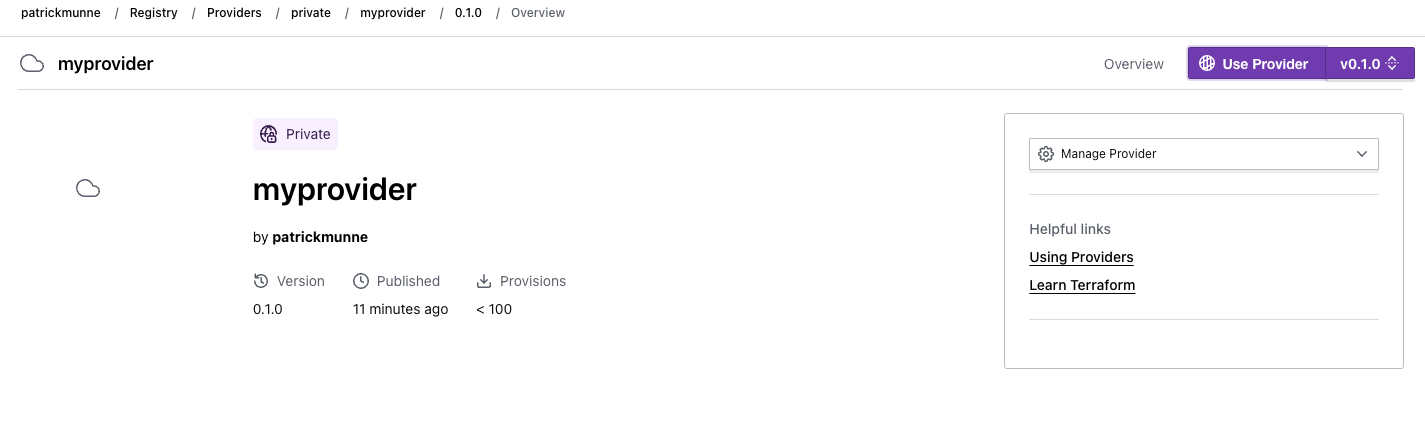 patrickmunne / Registry / Providers / private / myprovider / 0.1.0 / Overview
myprovider Overview Use Provider v0.1.0
Private
Manage Provider
myprovider
by patrickmunne
Version Published Provisions
0.1.0 11 minutes ago < 100
Helpful links
Using Providers
Learn Terraform